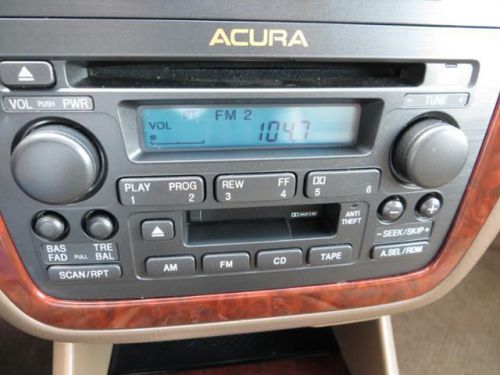 ACURA
VOL PUSH PWR
- TUNE +
ST
FM 2
VOL
104.7
PLAY PROG REW FF 5 6
1 2 3 4
ANTI
THEFT
BAS TRE
FAD PULL BAL
- SEEK/SKIP +
AM FM CD TAPE
A.SEL/RDM
SCAN/RPT